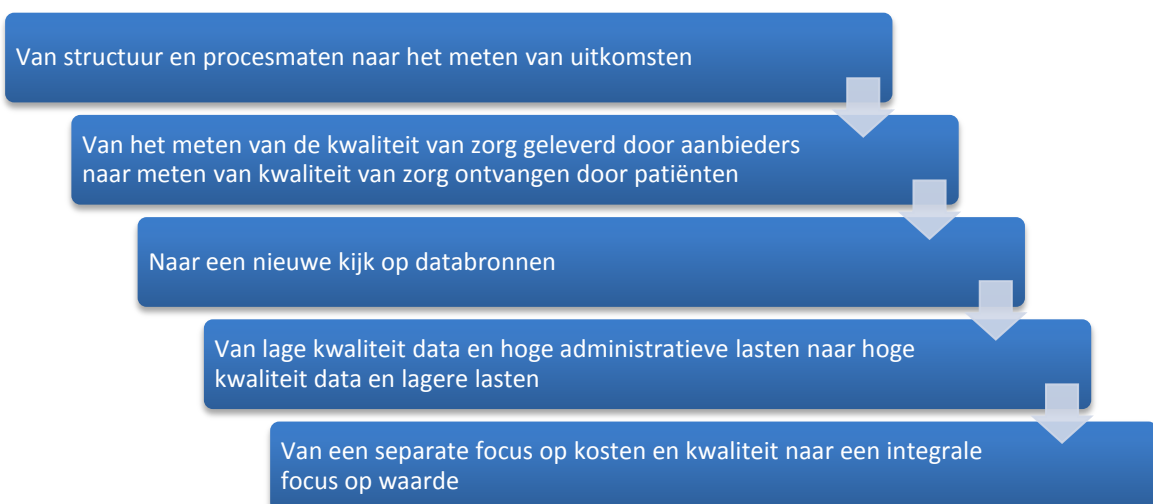 Van structuur en procesmaten naar het meten van uitkomsten
Van het meten van de kwaliteit van zorg geleverd door aanbieders
naar meten van kwaliteit van zorg ontvangen door patiënten
Naar een nieuwe kijk op databronnen
Van lage kwaliteit data en hoge administratieve lasten naar hoge
kwaliteit data en lagere lasten
Van een separate focus op kosten en kwaliteit naar een integrale
focus op waarde